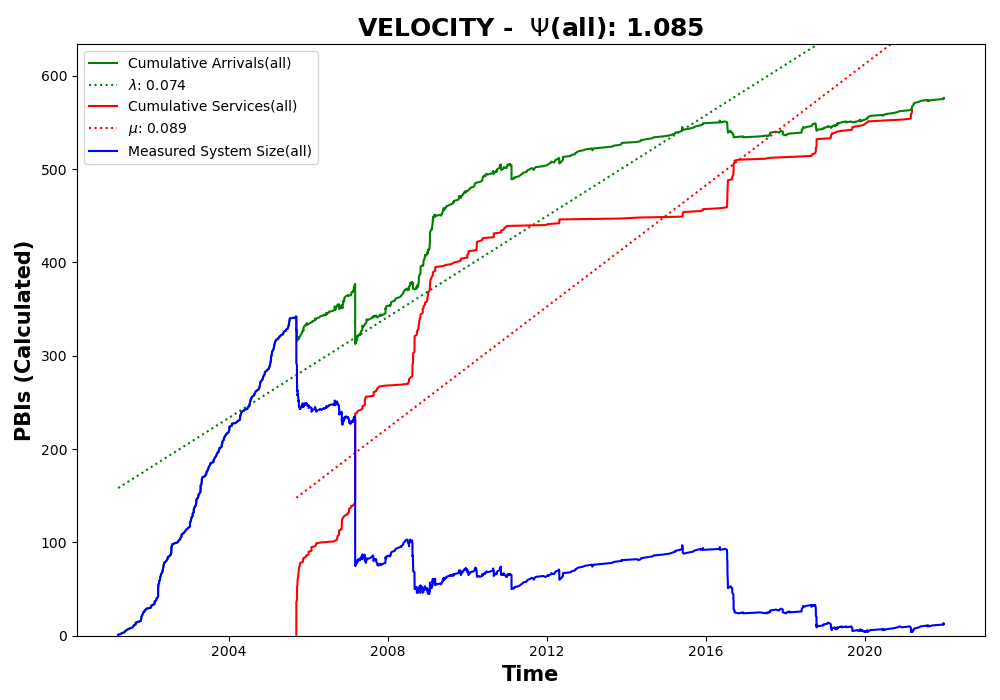 VELOCITY - Ψ(all): 1.085
Cumulative Arrivals(all)
λ: 0.074
Cumulative Services(all)
μ: 0.089
Measured System Size(all)
600
500
400
300
200
100
0
PBIs (Calculated)
2004 2008 2012 2016 2020
Time